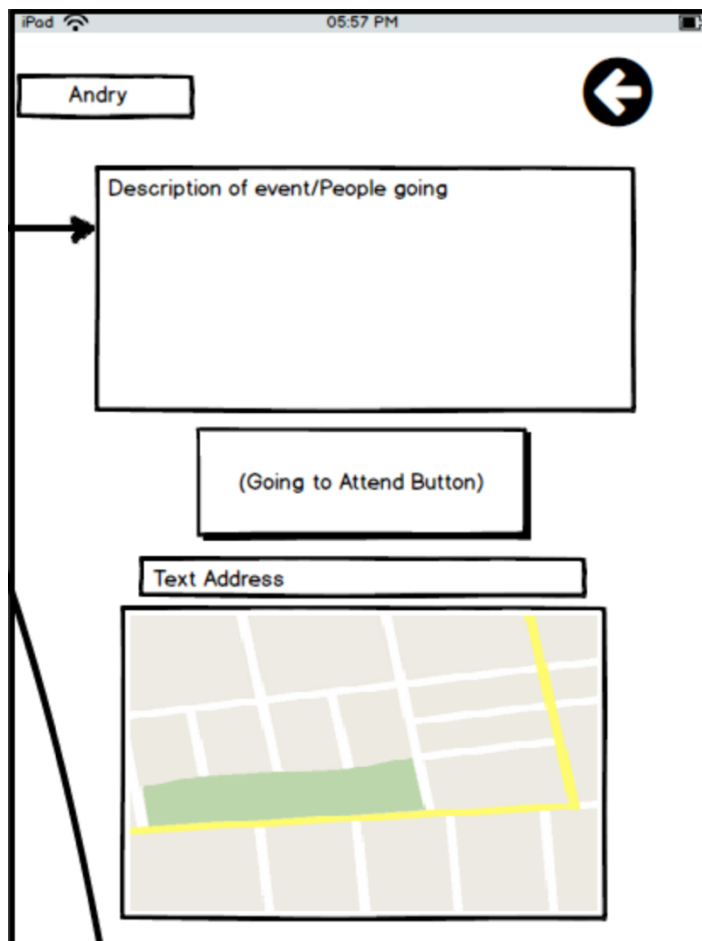 iPad 05:57 PM
Andry
Description of event/People going
(Going to Attend Button)
Text Address